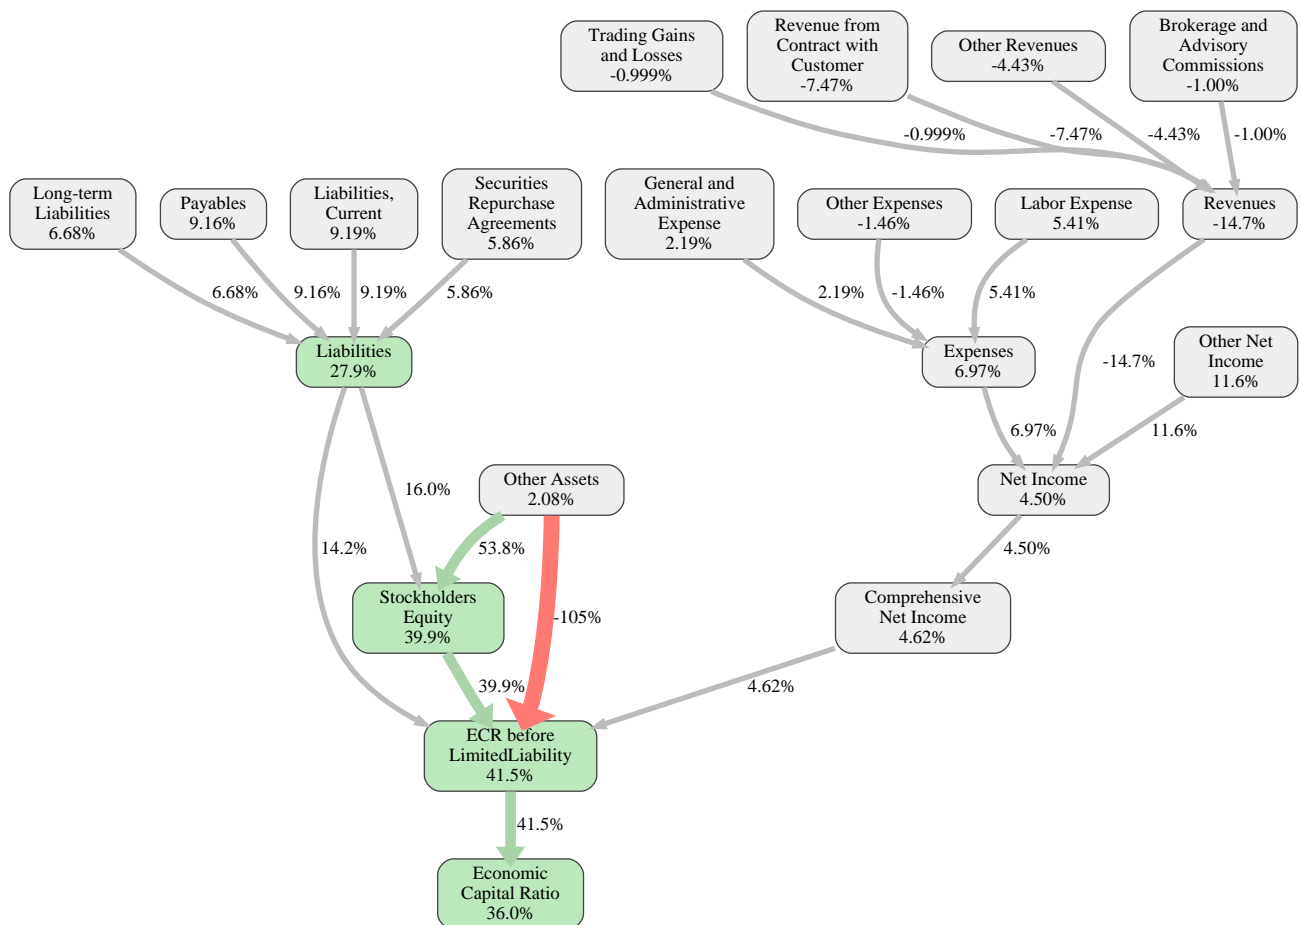 Trading Gains
and Losses
-0.999%
Revenue from
Contract with
Customer
-7.47%
Other Revenues
-4.43%
Brokerage and
Advisory
Commissions
-1.00%
-0.999%
-7.47%
-4.43%
-1.00%
Long-term
Liabilities
6.68%
Payables
9.16%
Liabilities,
Current
9.19%
Securities
Repurchase
Agreements
5.86%
General and
Administrative
Expense
2.19%
Other Expenses
-1.46%
Labor Expense
5.41%
Revenues
-14.7%
6.68%
9.16%
9.19%
5.86%
2.19%
-1.46%
5.41%
Liabilities
27.9%
Expenses
6.97%
-14.7%
Other Net
Income
11.6%
6.97%
11.6%
16.0%
Other Assets
2.08%
Net Income
4.50%
14.2%
53.8%
4.50%
Stockholders
Equity
39.9%
-105%
Comprehensive
Net Income
4.62%
39.9%
4.62%
ECR before
LimitedLiability
41.5%
41.5%
Economic
Capital Ratio
36.0%